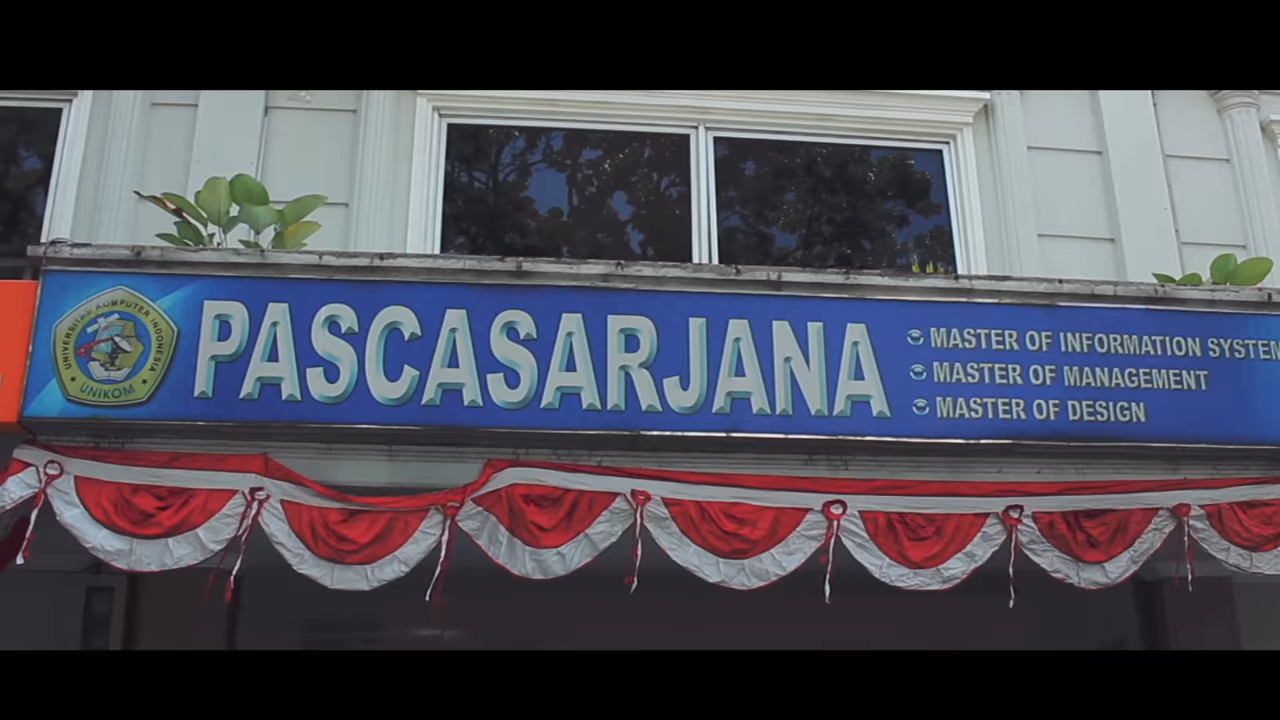 UNIVERSITAS KOMPUTER INDONESIA
UNIKOM
PASCASARJANA
MASTER OF INFORMATION SYSTEM
MASTER OF MANAGEMENT
MASTER OF DESIGN